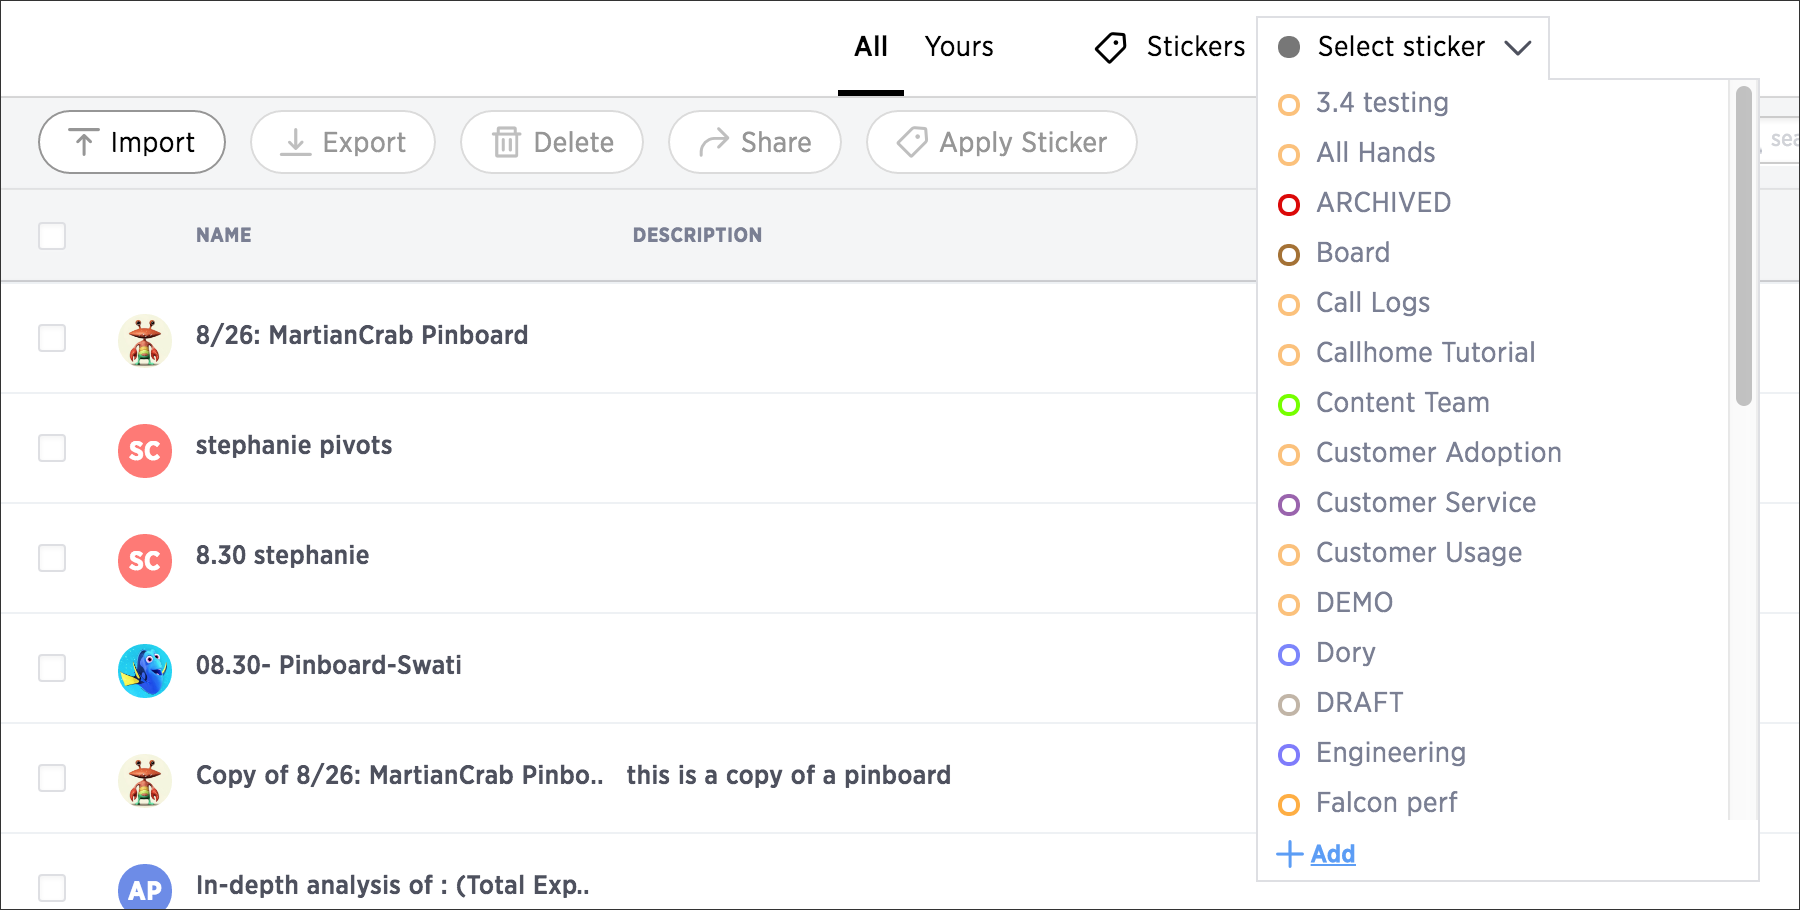 All Yours Stickers Select sticker
Import Export Delete Share Apply Sticker
NAME DESCRIPTION
8/26: MartianCrab Pinboard
SC stephanie pivots
SC 8.30 stephanie
08.30- Pinboard-Swati
Copy of 8/26: MartianCrab Pinbo.. this is a copy of a pinboard
AP In-depth analysis of : (Total Exp..
3.4 testing
All Hands
ARCHIVED
Board
Call Logs
Callhome Tutorial
Content Team
Customer Adoption
Customer Service
Customer Usage
DEMO
Dory
DRAFT
Engineering
Falcon perf
Add